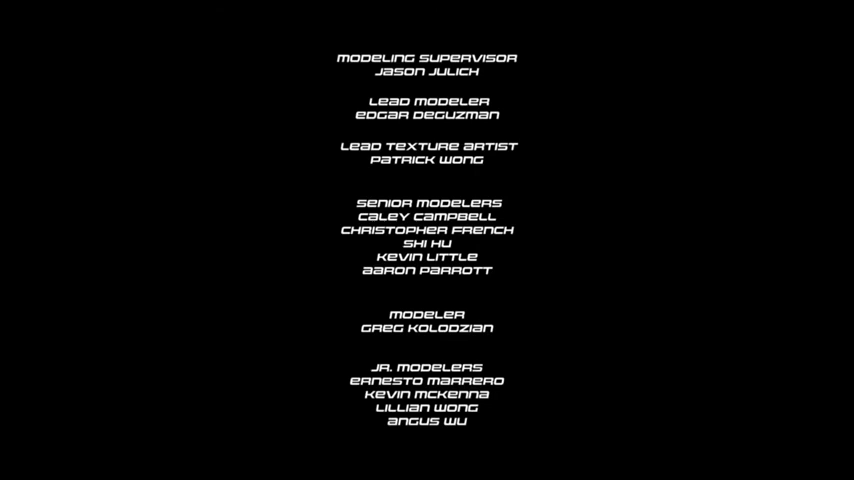 MODELING SUPERVISOR
JASON JULICH
LEAD MODELER
EDGAR DEGUZMAN
LEAD TEXTURE ARTIST
PATRICK WONG
SENIOR MODELERS
CALEY CAMPBELL
CHRISTOPHER FRENCH
SHI HU
KEVIN LITTLE
AARON PARROTT
MODELER
GREG KOLODZIAN
JR. MODELERS
ERNESTO MARRERO
KEVIN MCKENNA
LILLIAN WONG
ANGUS WU